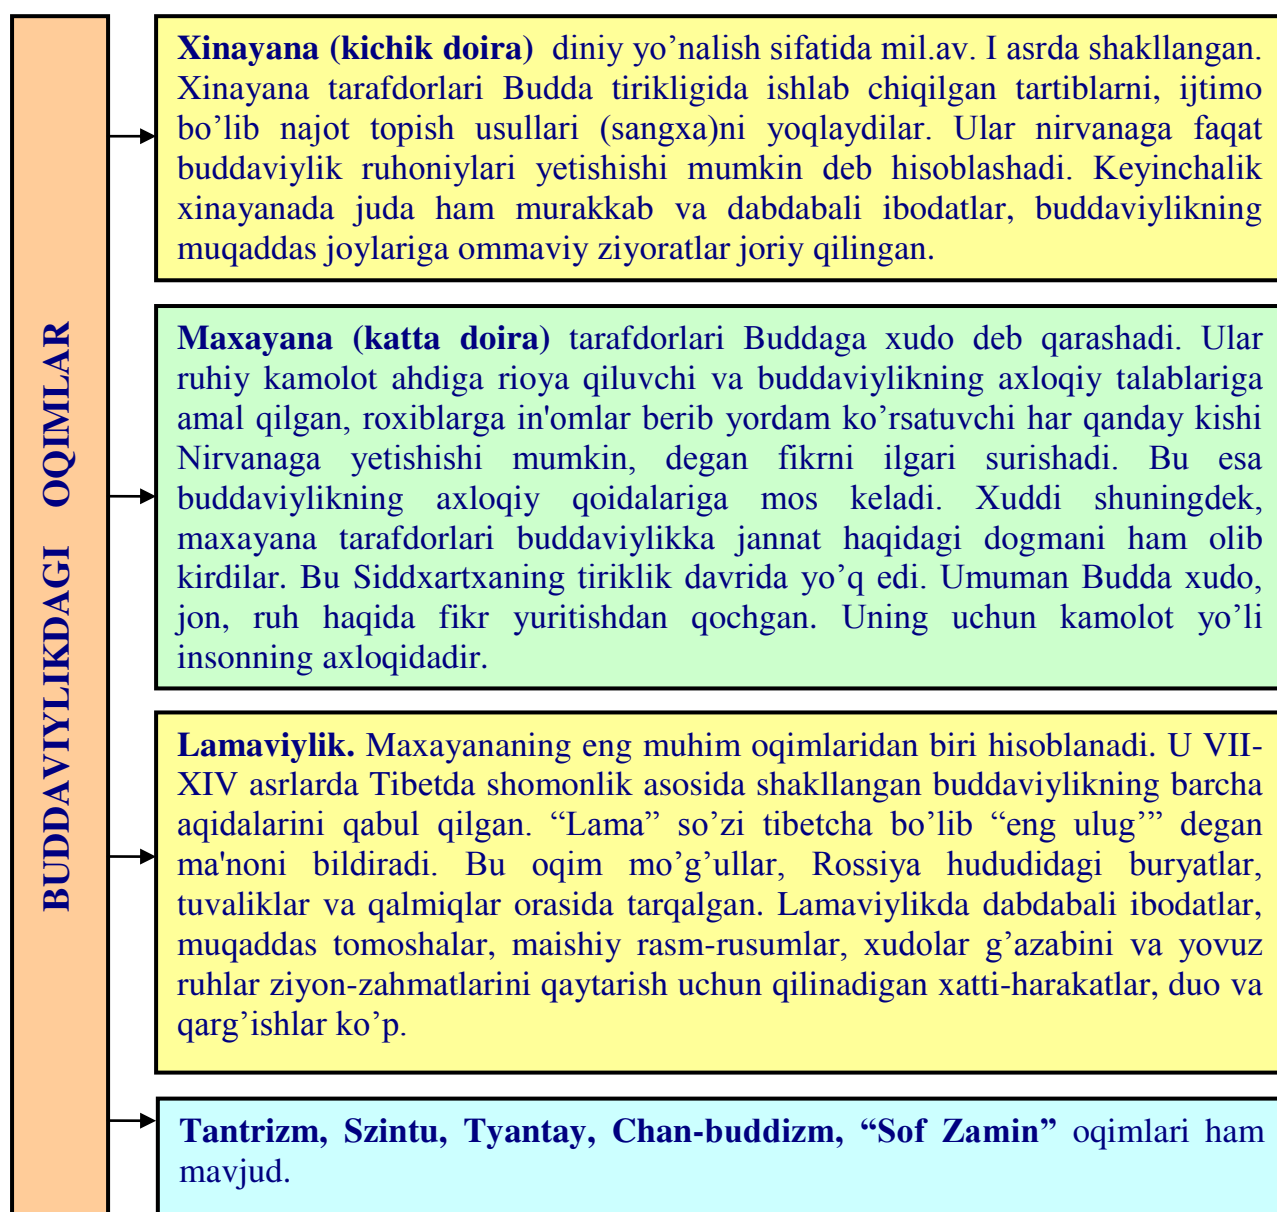 BUDDAVIYLIKDAGI OQIMLAR
Xinayana (kichik doira) diniy yo’nalish sifatida mil.av. I asrda shakllangan.
Xinayana tarafdorlari Budda tirikligida ishlab chiqilgan tartiblarni, ijtimo
bo’lib najot topish usullari (sangxa)ni yoqlaydilar. Ular nirvanaga faqat
buddaviylik ruhoniylari yetishishi mumkin deb hisoblashadi. Keyinchalik
xinayanada juda ham murakkab va dabdabali ibodatlar, buddaviylikning
muqaddas joylariga ommaviy ziyoratlar joriy qilingan.
Maxayana (katta doira) tarafdorlari Buddaga xudo deb qarashadi. Ular
ruhiy kamolot ahdiga rioya qiluvchi va buddaviylikning axloqiy talablariga
amal qilgan, roxiblarga in'omlar berib yordam ko’rsatuvchi har qanday kishi
Nirvanaga yetishishi mumkin, degan fikrni ilgari surishadi. Bu esa
buddaviylikning axloqiy qoidalariga mos keladi. Xuddi shuningdek,
maxayana tarafdorlari buddaviylikka jannat haqidagi dogmani ham olib
kirdilar. Bu Siddxartxaning tiriklik davrida yo’q edi. Umuman Budda xudo,
jon, ruh haqida fikr yuritishdan qochgan. Uning uchun kamolot yo’li
insonning axloqidadir.
Lamaviylik. Maxayananing eng muhim oqimlaridan biri hisoblanadi. U VII-
XIV asrlarda Tibetda shomonlik asosida shakllangan buddaviylikning barcha
aqidalarini qabul qilgan. “Lama” so’zi tibetcha bo’lib “eng ulug’” degan
ma'noni bildiradi. Bu oqim mo’g’ullar, Rossiya hududidagi buryatlar,
tuvaliklar va qalmiqlar orasida tarqalgan. Lamaviylikda dabdabali ibodatlar,
muqaddas tomoshalar, maishiy rasm-rusumlar, xudolar g’azabini va yovuz
ruhlar ziyon-zahmatlarini qaytarish uchun qilinadigan xatti-harakatlar, duo va
qarg’ishlar ko’p.
Tantrizm, Szintu, Tyantay, Chan-buddizm, “Sof Zamin” oqimlari ham
mavjud.